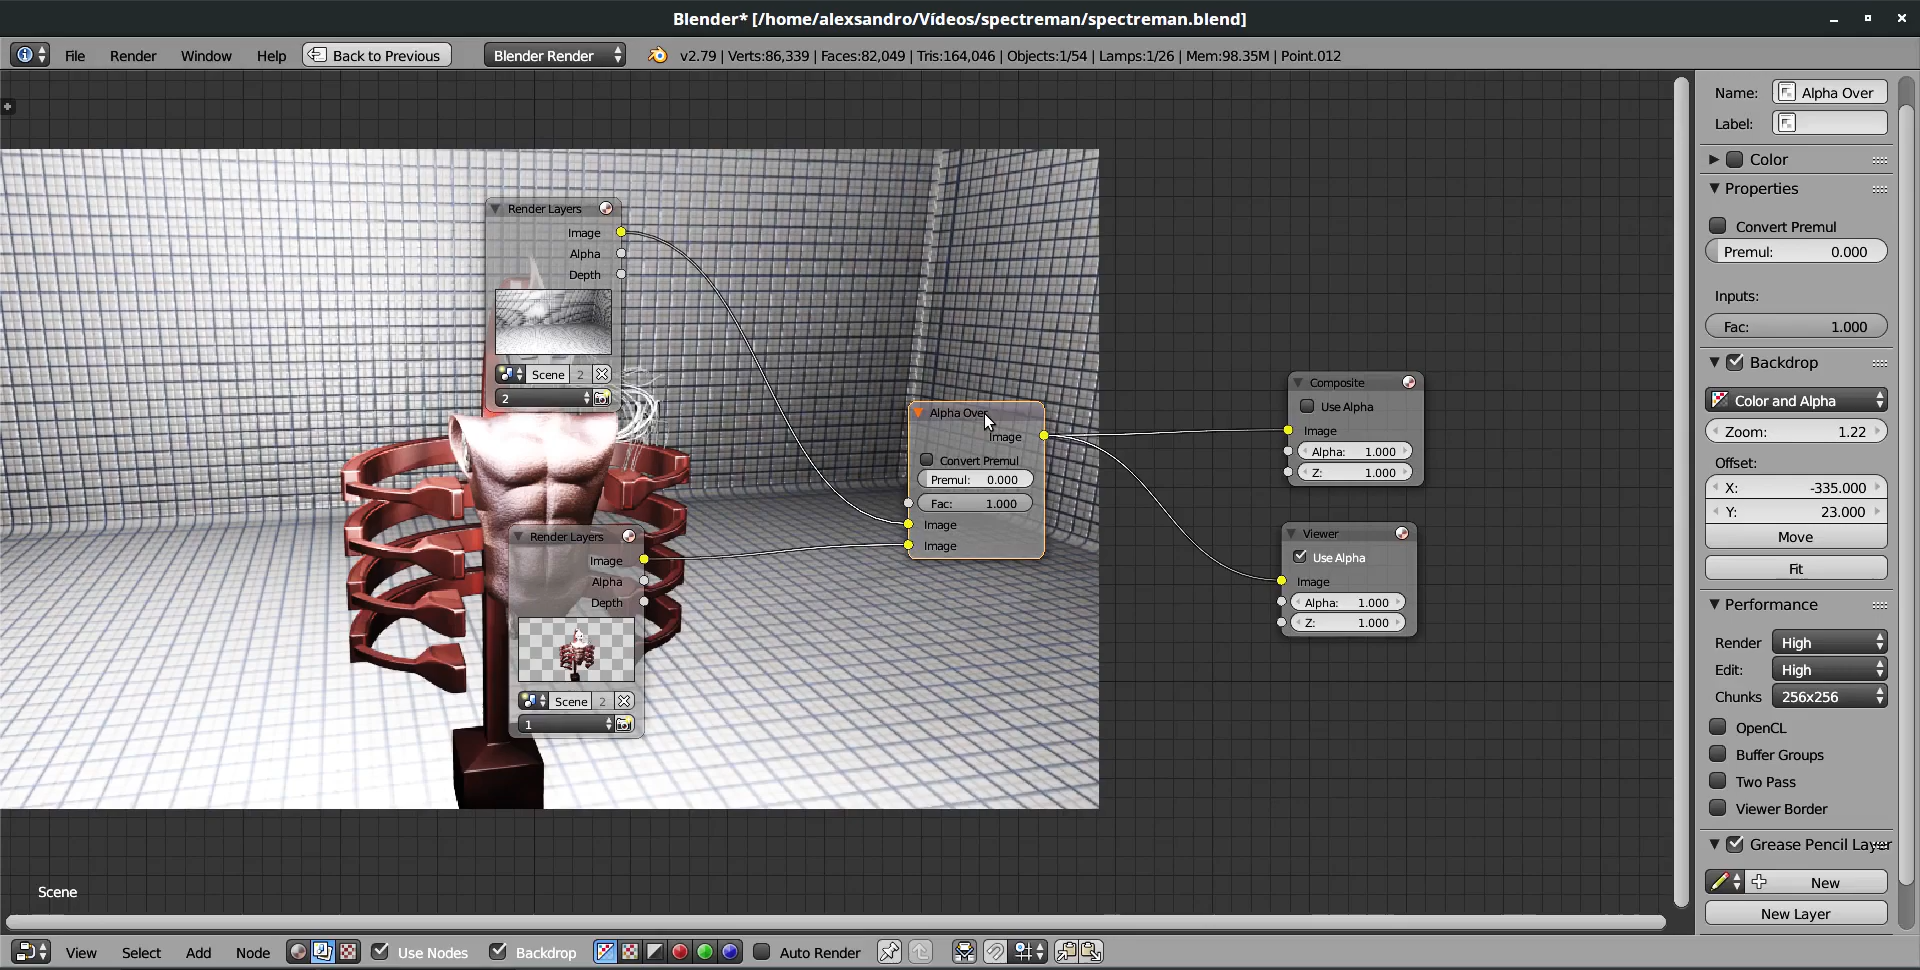 Blender* [/home/alexsandro/Vídeos/spectreman/spectreman.blend]
File Render Window Help Back to Previous Blender Render v2.79 | Verts:86,339 | Faces:82,049 | Tris:164,046 | Objects:1/54 | Lamps:1/26 | Mem:98.35M | Point.012
Render Layers
Image
Alpha
Depth
Scene 2
2
Render Layers
Image
Alpha
Depth
Scene 2
1
Alpha Over
Image
Convert Premul
Premul: 0.000
Fac: 1.000
Image
Image
Composite
Use Alpha
Image
Alpha: 1.000
Z: 1.000
Viewer
Use Alpha
Image
Alpha: 1.000
Z: 1.000
Name: Alpha Over
Label:
Color
Properties
Convert Premul
Premul: 0.000
Inputs:
Fac: 1.000
Backdrop
Color and Alpha
Zoom: 1.22
Offset:
X: -335.000
Y: 23.000
Move
Fit
Performance
Render High
Edit: High
Chunks 256x256
OpenCL
Buffer Groups
Two Pass
Viewer Border
Grease Pencil Layer
New
New Layer
Scene
View Select Add Node Use Nodes Backdrop Auto Render